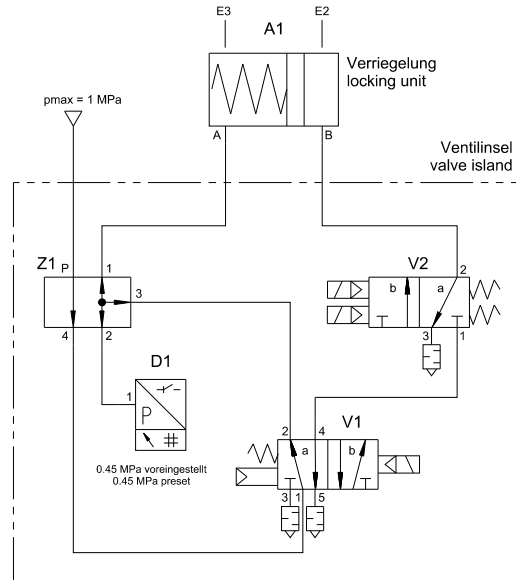 E3
E2
A1
Verriegelung
locking unit
pmax = 1 MPa
A
B
Ventilinsel
valve island
Z1
P
1
V2
2
b
a
3
3
1
4
2
D1
1
P
V1
2
4
a
b
0.45 MPa voreingestellt
0.45 MPa preset
3
1
5